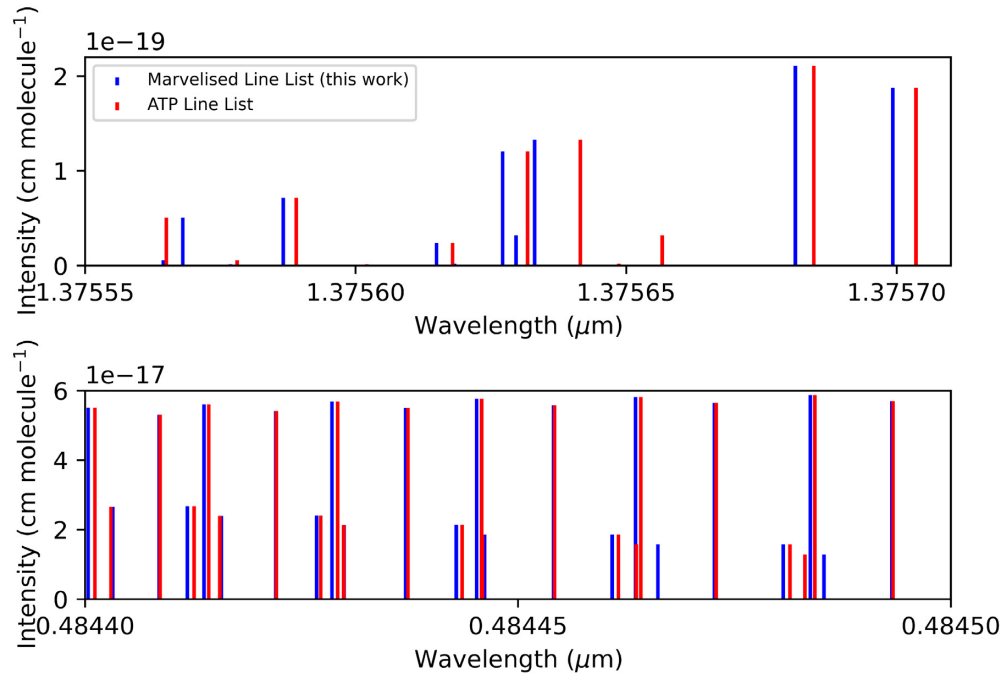 1e−19
Intensity (cm molecule⁻¹)
2
1
0
Marvelised Line List (this work)
ATP Line List
1.37555
1.37560
1.37565
1.37570
Wavelength (μm)
1e−17
Intensity (cm molecule⁻¹)
6
4
2
0
0.48440
0.48445
0.48450
Wavelength (μm)